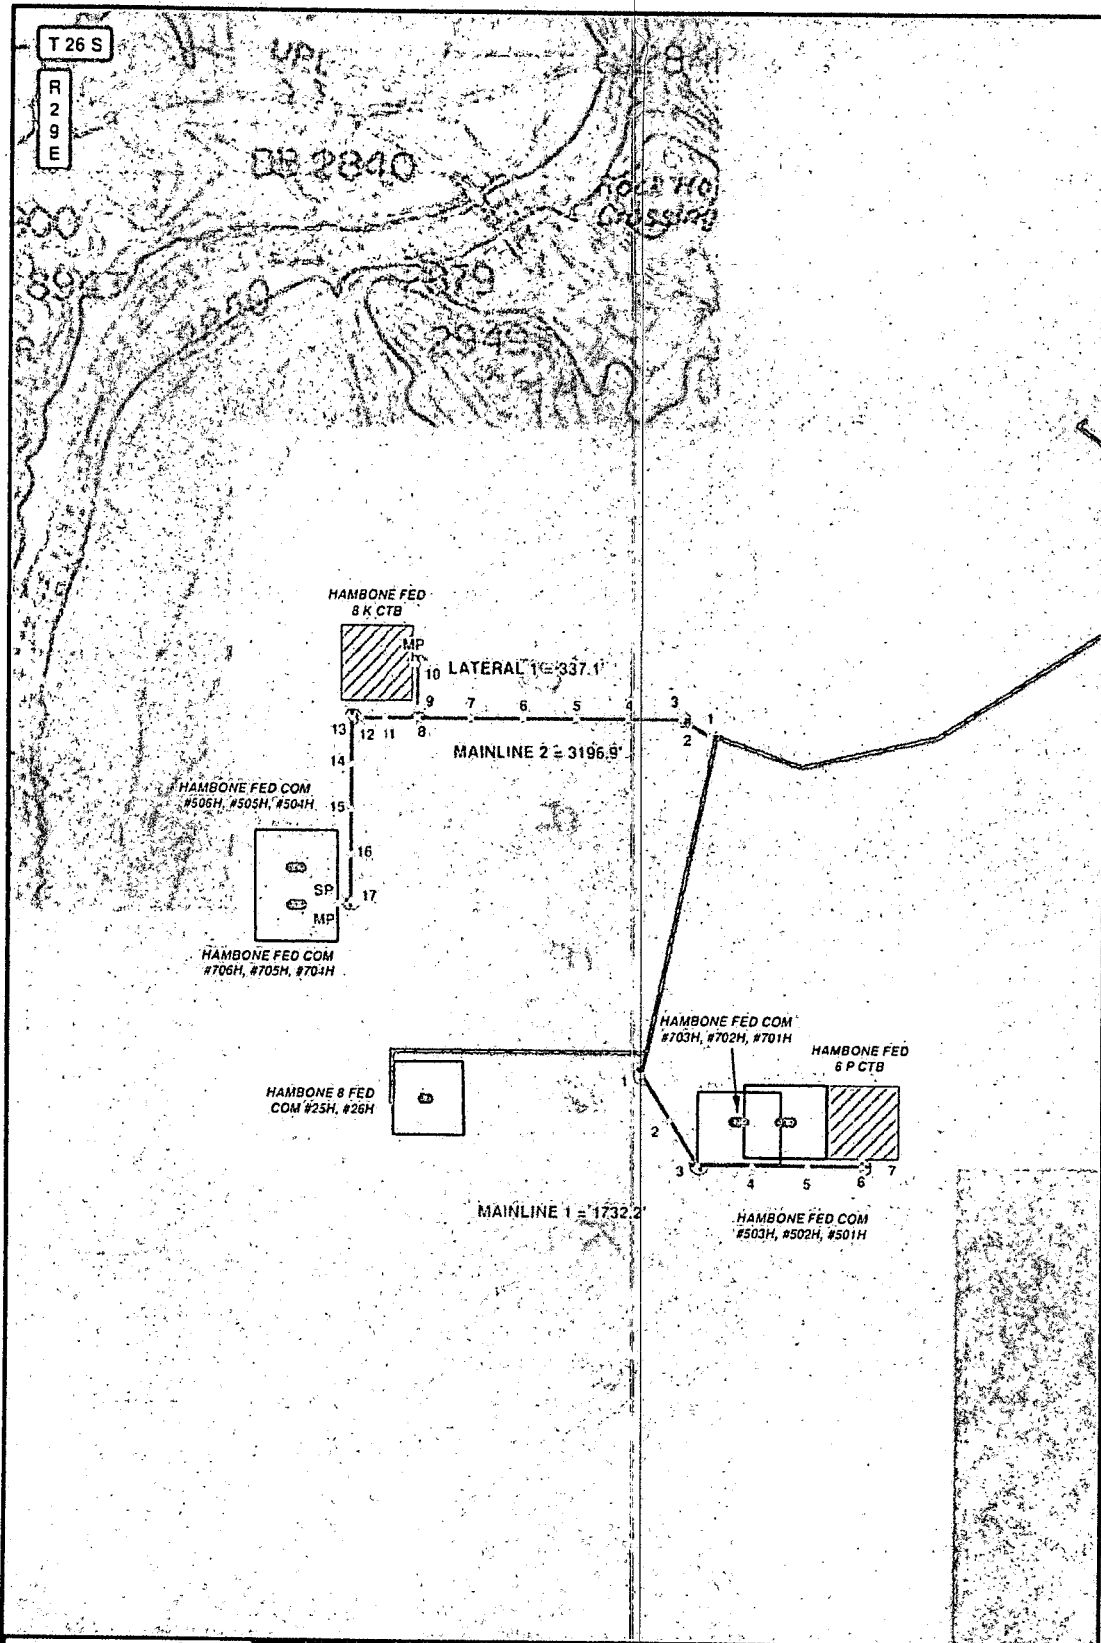 T 26 S
R
2
9
E
UPL
DB 2840
Crossing
HAMBONE FED
8 K CTB
MP
10 LATERAL 1 = 337.1'
9 7 6 5 4 3 1
13 12 11 8 2
MAINLINE 2 = 3196.9'
14
HAMBONE FED COM
#506H, #505H, #504H
15
16
SP
17
MP
HAMBONE FED COM
#706H, #705H, #704H
HAMBONE FED COM
#703H, #702H, #701H
HAMBONE FED
6 P CTB
1
HAMBONE 8 FED
COM #25H, #26H
2
3 4 5 6 7
MAINLINE 1 = 1732.2'
HAMBONE FED COM
#503H, #502H, #501H